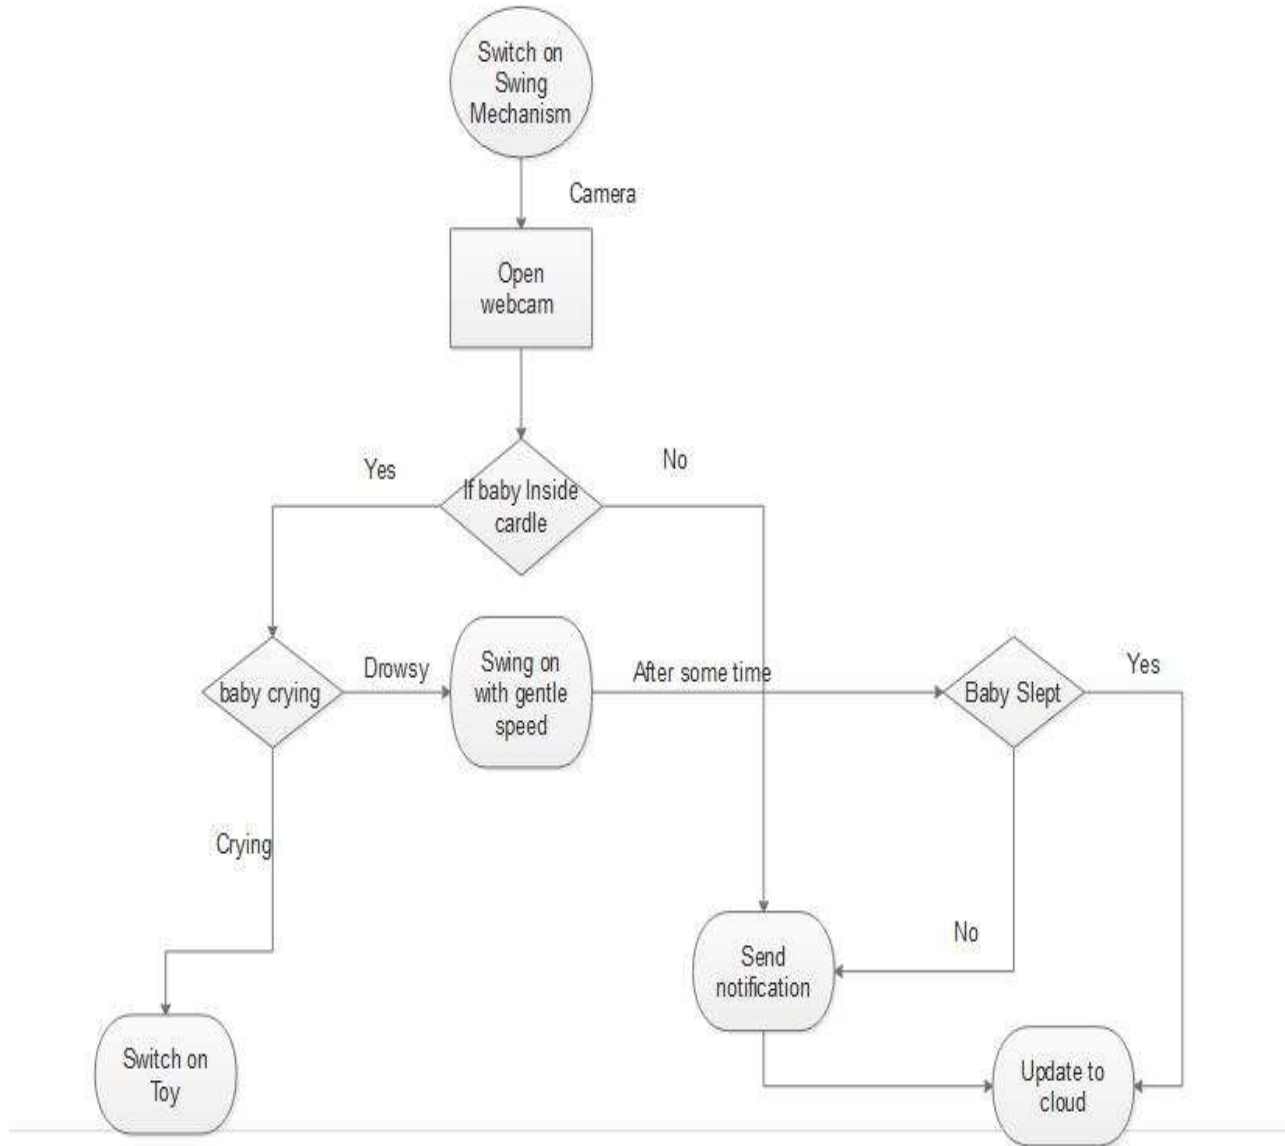 Switch on
Swing
Mechanism
Camera
Open
webcam
Yes
No
If baby Inside
cardle
baby crying
Drowsy
Swing on
with gentle
speed
After some time
Baby Slept
Yes
Crying
No
Send
notification
Switch on
Toy
Update to
cloud